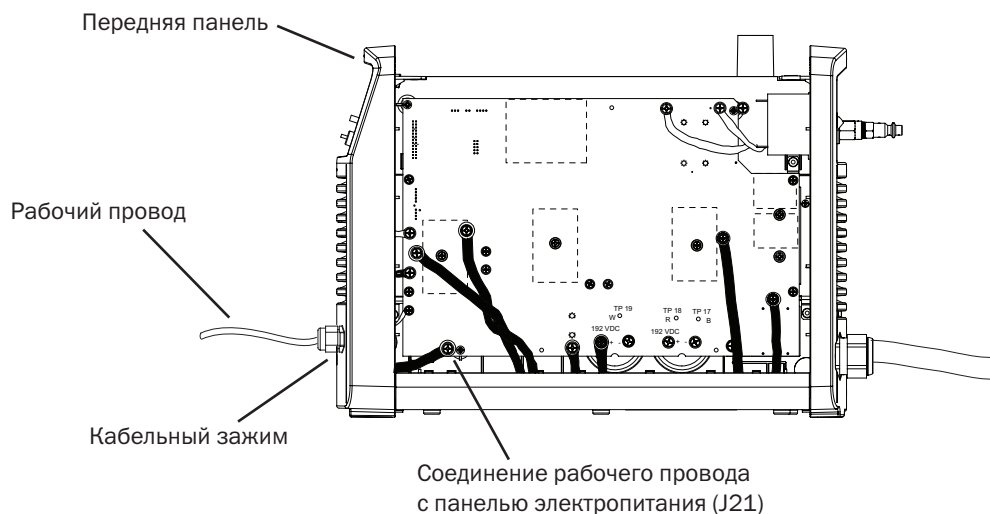 Передняя панель
Рабочий провод
TP 19
W
TP 18
R
TP 17
B
192 VDC
+ -
192 VDC
+ -
Кабельный зажим
Соединение рабочего провода
с панелью электропитания (J21)